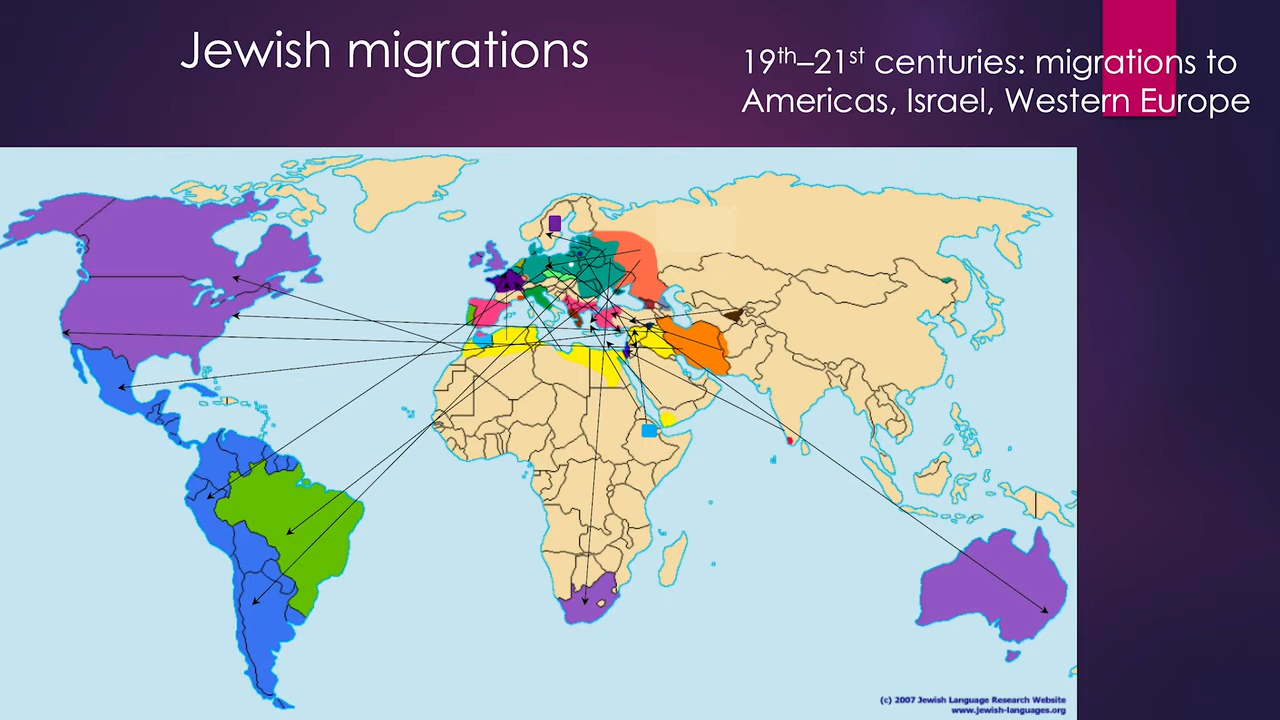 Jewish migrations
19th–21st centuries: migrations to
Americas, Israel, Western Europe
(c) 2007 Jewish Language Research Website
www.jewish-languages.org